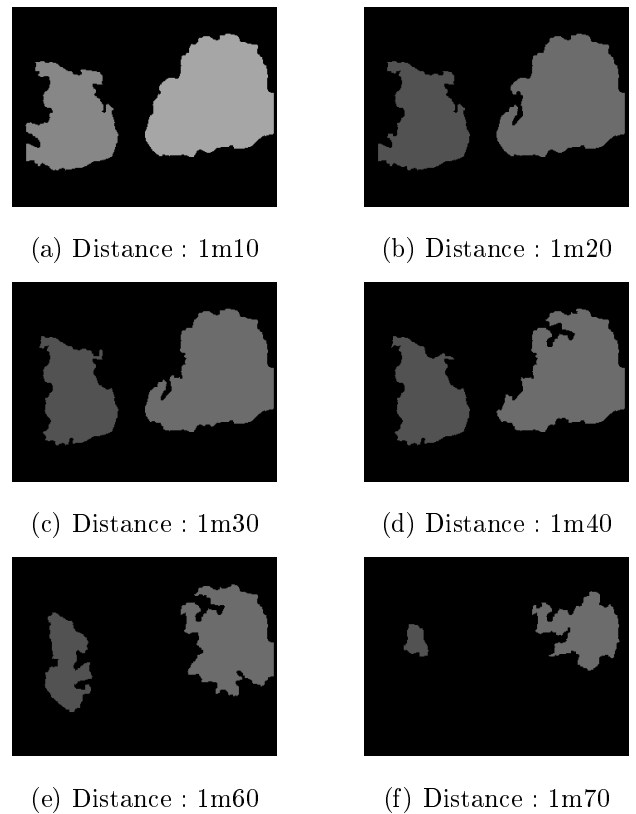 (a) Distance : 1m10
(b) Distance : 1m20
(c) Distance : 1m30
(d) Distance : 1m40
(e) Distance : 1m60
(f) Distance : 1m70